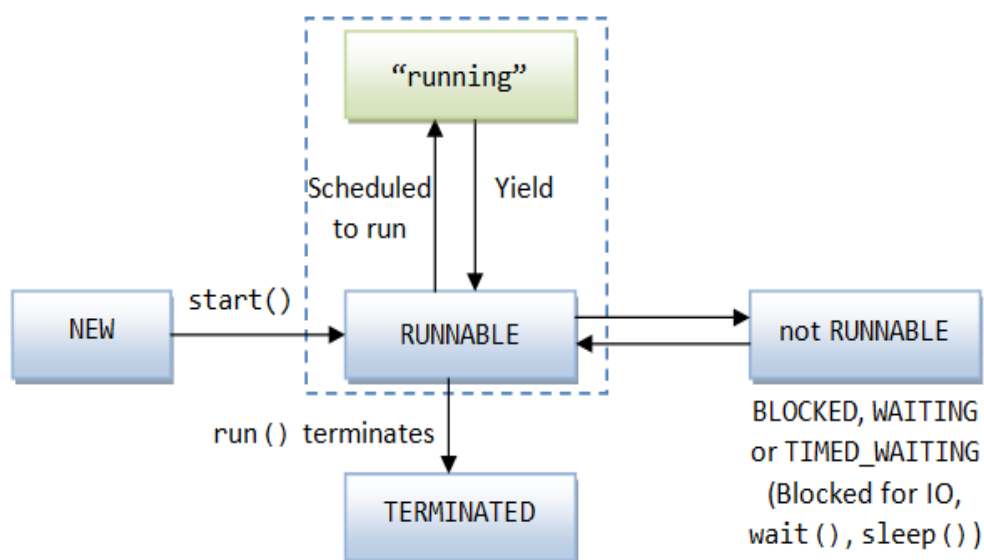 “running”
Scheduled
to run
Yield
NEW
start()
RUNNABLE
not RUNNABLE
BLOCKED, WAITING
or TIMED_WAITING
(Blocked for IO,
wait(), sleep())
run() terminates
TERMINATED